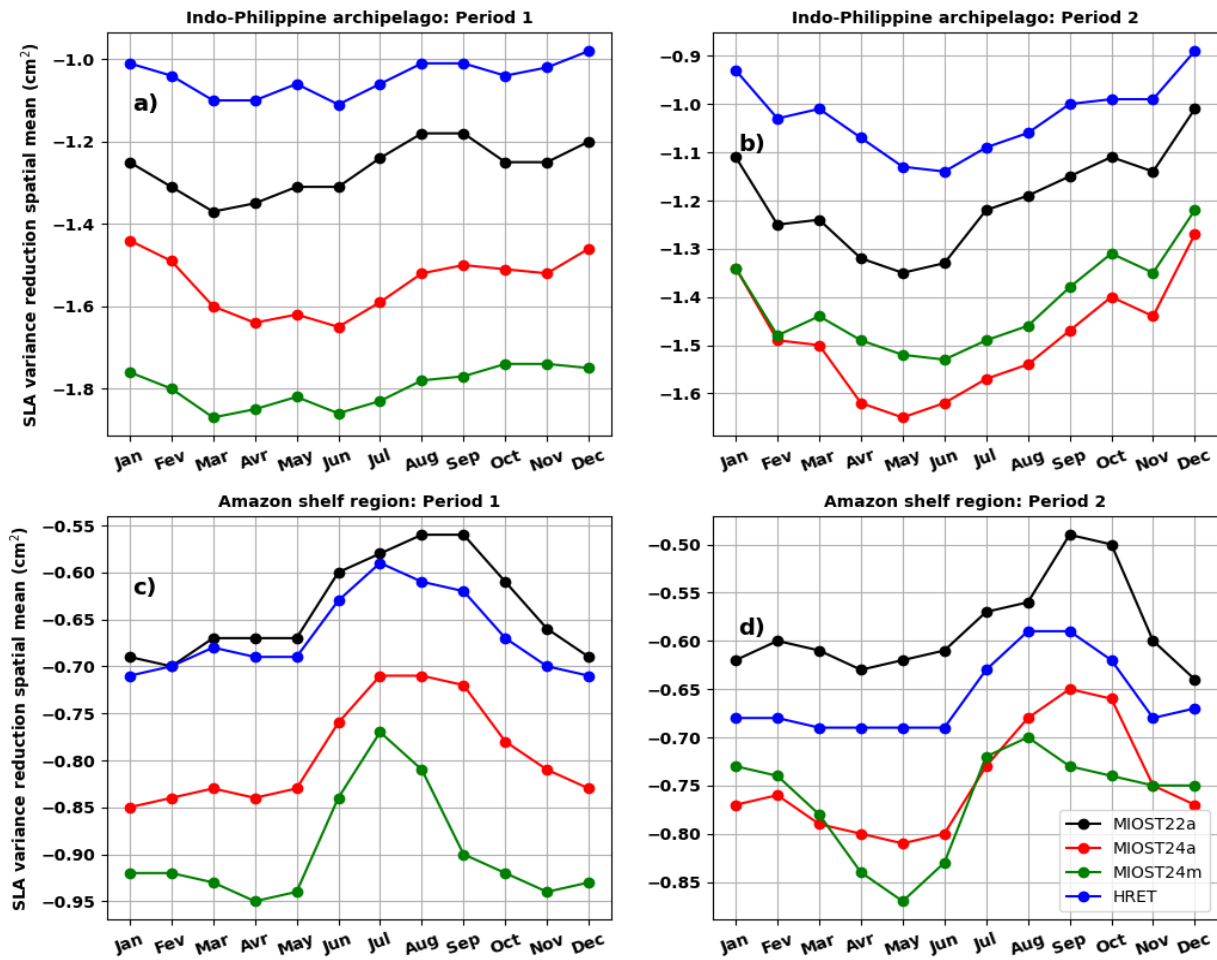 Indo-Philippine archipelago: Period 1
Indo-Philippine archipelago: Period 2
SLA variance reduction spatial mean (cm²)
a)
−1.0
−1.2
−1.4
−1.6
−1.8
Jan Fev Mar Avr May Jun Jul Aug Sep Oct Nov Dec
b)
−0.9
−1.0
−1.1
−1.2
−1.3
−1.4
−1.5
−1.6
Jan Fev Mar Avr May Jun Jul Aug Sep Oct Nov Dec
Amazon shelf region: Period 1
Amazon shelf region: Period 2
SLA variance reduction spatial mean (cm²)
c)
−0.55
−0.60
−0.65
−0.70
−0.75
−0.80
−0.85
−0.90
−0.95
Jan Fev Mar Avr May Jun Jul Aug Sep Oct Nov Dec
d)
−0.50
−0.55
−0.60
−0.65
−0.70
−0.75
−0.80
−0.85
MIOST22a
MIOST24a
MIOST24m
HRET
Jan Fev Mar Avr May Jun Jul Aug Sep Oct Nov Dec